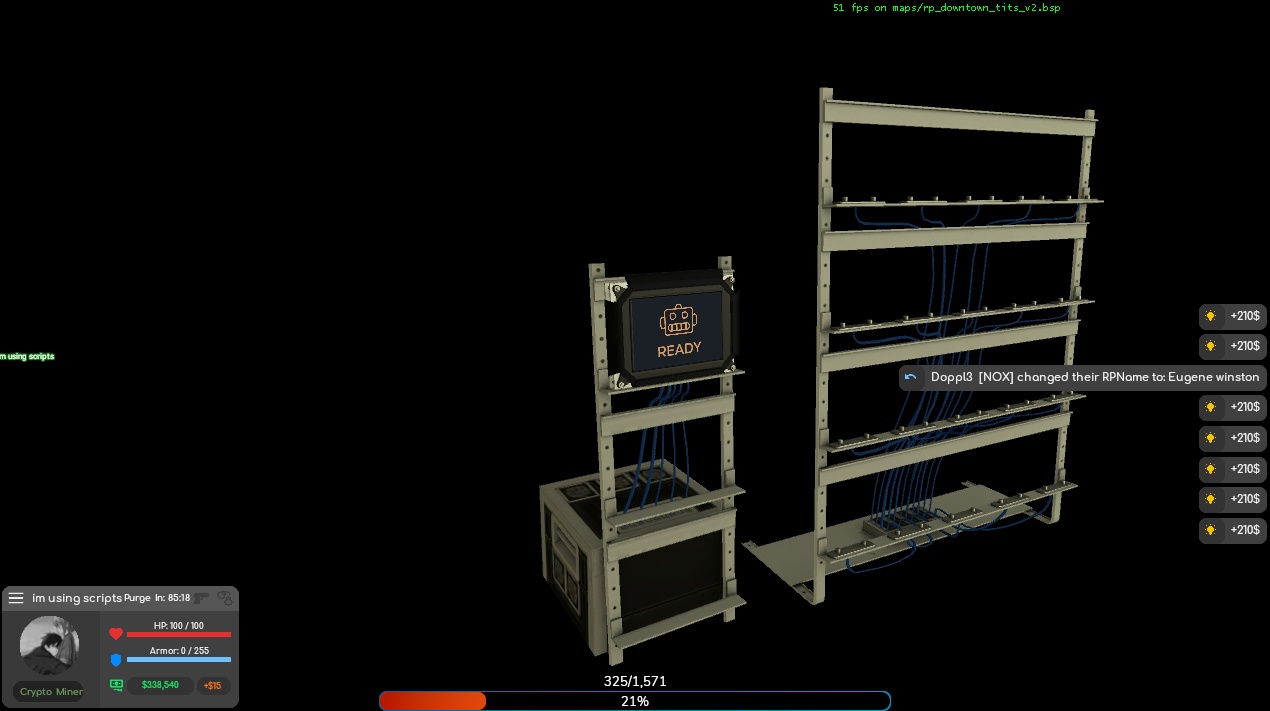 51 fps on maps/rp_downtown_tits_v2.bsp
READY
+210$
+210$
m using scripts
Doppl3 [NOX] changed their RPName to: Eugene winston
+210$
+210$
+210$
+210$
+210$
im using scripts Purge In: 85:18
HP: 100 / 100
Armor: 0 / 255
$338,540 +$15
Crypto Miner
325/1,571
21%